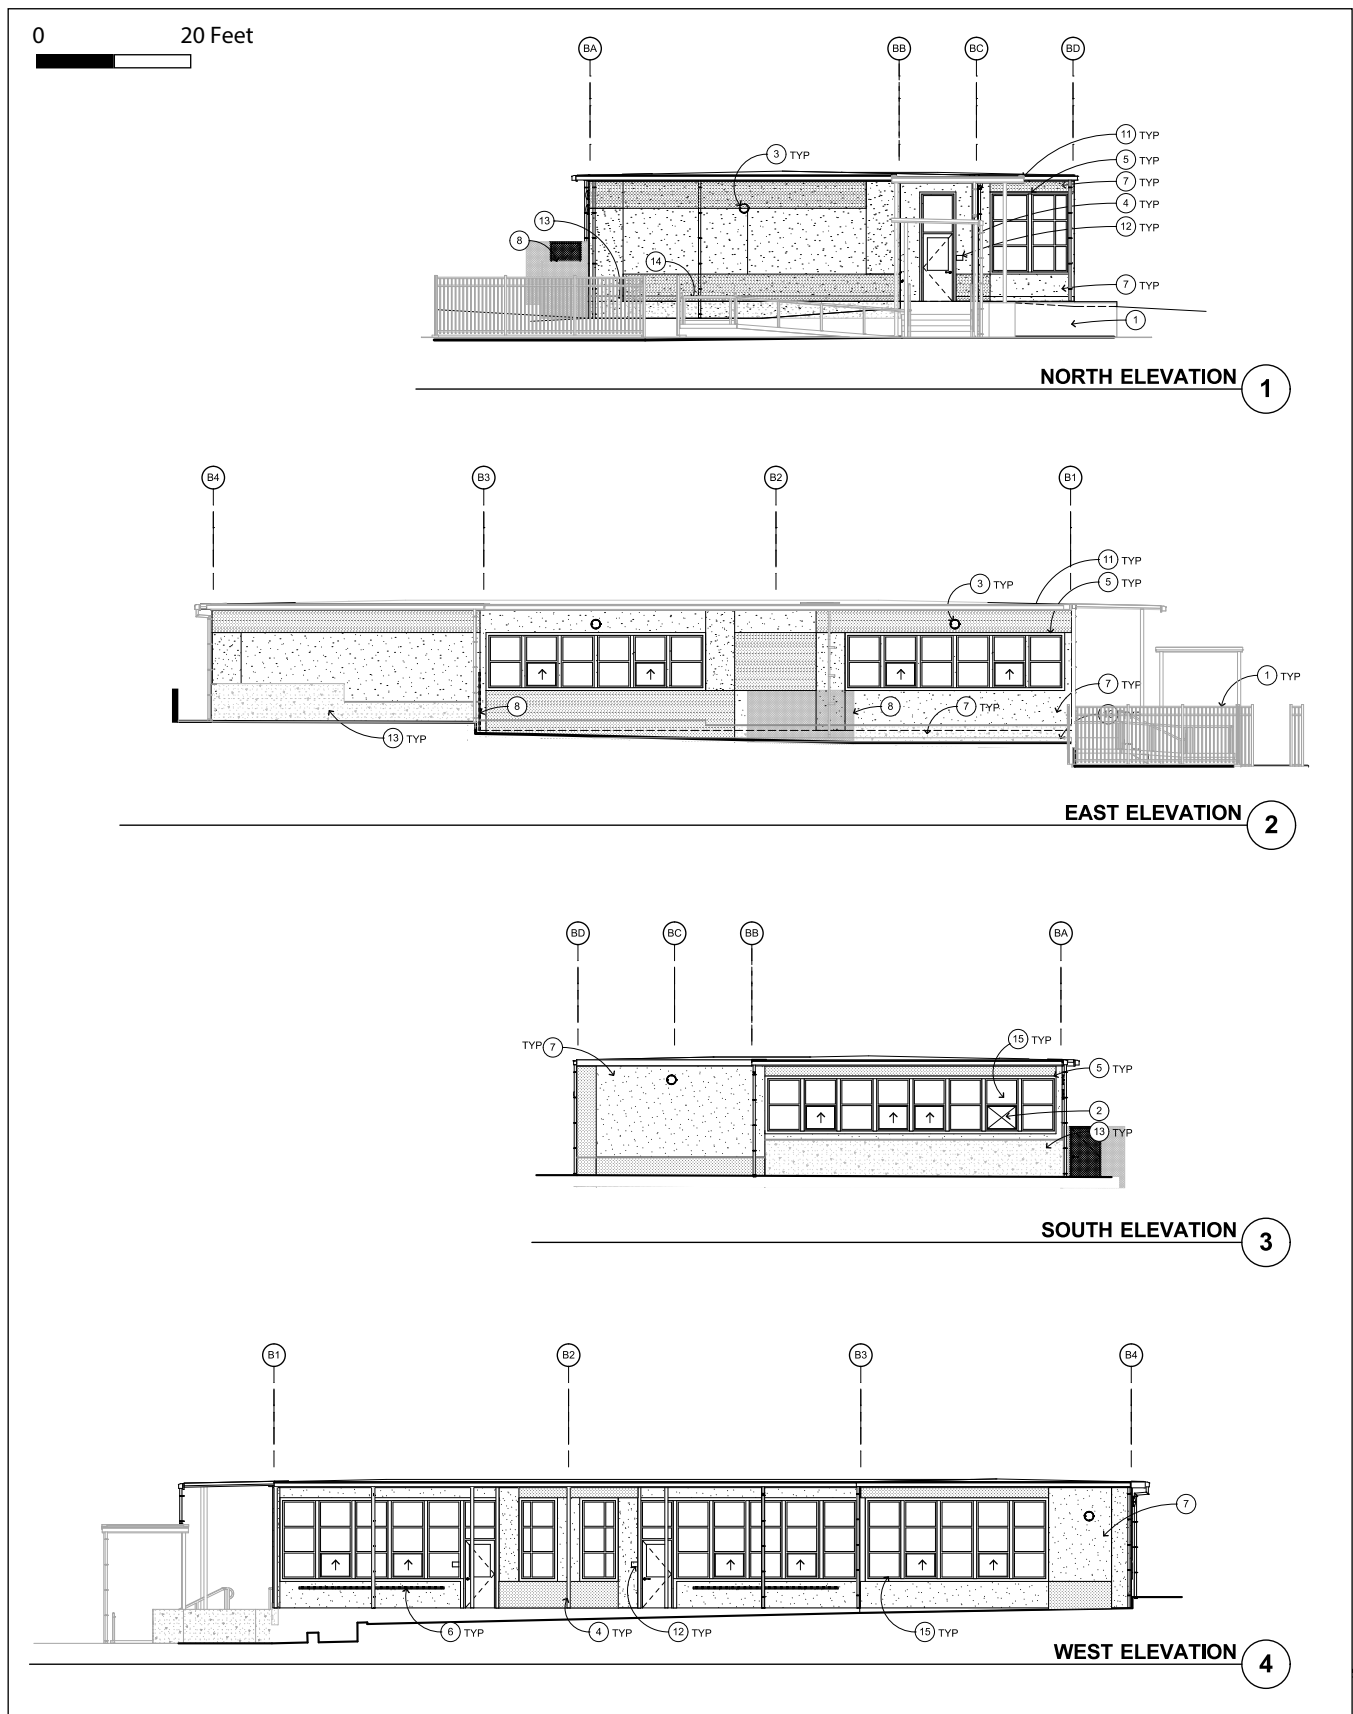 0 20 Feet
BA BB BC BD
11 TYP
3 TYP
5 TYP
7 TYP
4 TYP
13
12 TYP
8
14
7 TYP
1
NORTH ELEVATION 1
B4 B3 B2 B1
11 TYP
3 TYP
5 TYP
1 TYP
7 TYP
8 8 7 TYP
13
13 TYP
EAST ELEVATION 2
BD BC BB BA
15 TYP
TYP 7
5 TYP
2
13 TYP
SOUTH ELEVATION 3
B1 B2 B3 B4
7
6 TYP 4 TYP 12 TYP 15 TYP
WEST ELEVATION 4